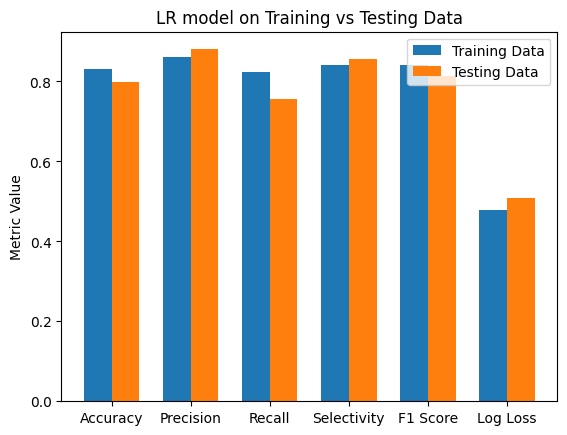 LR model on Training vs Testing Data
Training Data
Testing Data
Metric Value
0.8
0.6
0.4
0.2
0.0
Accuracy Precision Recall Selectivity F1 Score Log Loss